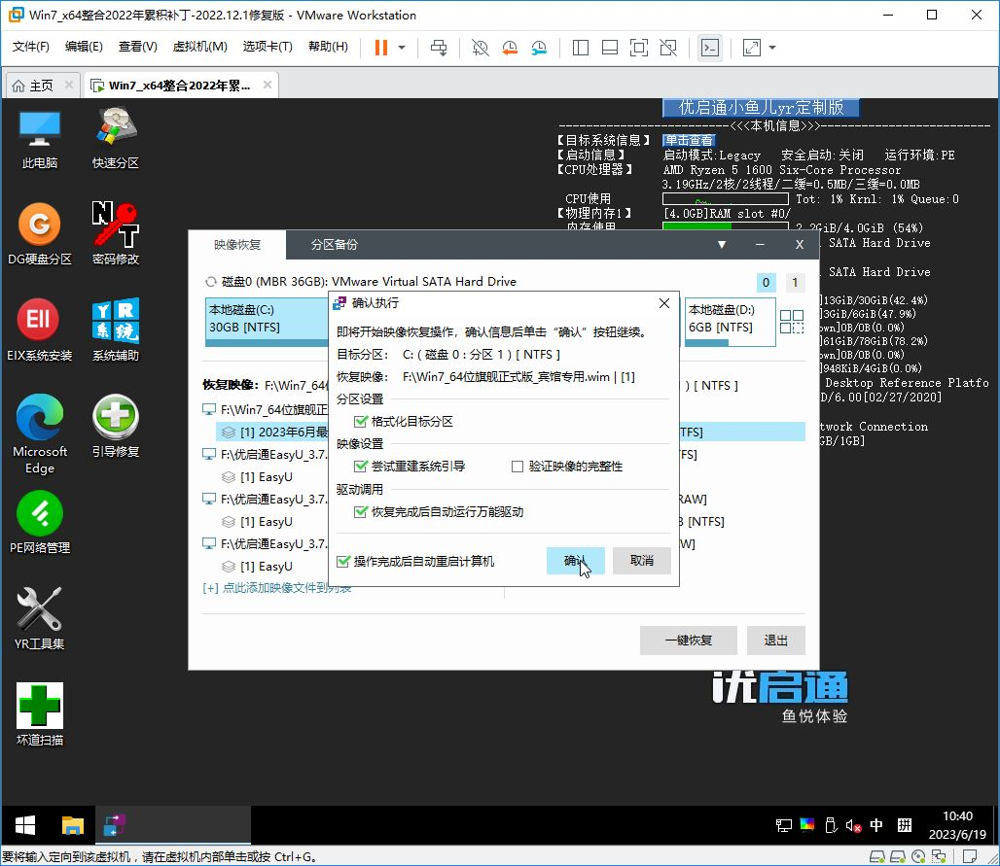 Win7_x64整合2022年累积补丁-2022.12.1修复版 - VMware Workstation
文件(F) 编辑(E) 查看(V) 虚拟机(M) 选项卡(T) 帮助(H)
主页
Win7_x64整合2022年累...
此电脑
快速分区
DG硬盘分区
密码修改
EIX系统安装
系统辅助
Microsoft Edge
引导修复
PE网络管理
YR工具集
坏道扫描
优启通小鱼儿yr定制版
<<<本机信息>>>
【目标系统信息】 单击查看
【启动信息】 启动模式:Legacy 安全启动:关闭 运行环境:PE
【CPU处理器】 AMD Ryzen 5 1600 Six-Core Processor
3.19GHz/2核/2线程/二缓=0.5MB/三缓=0.0MB
CPU使用 Tot: 1% Krnl: 1% Queue:0
【物理内存1】 [4.0GB]RAM slot #0/
内存使用 2.2GiB/4.0GiB (54%)
SATA Hard Drive
SATA Hard Drive
]13GiB/30GiB(42.4%)
]3GiB/6GiB(47.9%)
own]0B/0B(0.0%)
]61GiB/78GiB(78.2%)
own]0B/0B(0.0%)
]948KiB/4GiB(0.0%)
Desktop Reference Platfo
D/6.00[02/27/2020]
twork Connection
GB/1GB]
映像恢复 分区备份
磁盘0 (MBR 36GB): VMware Virtual SATA Hard Drive
0 1
本地磁盘(C:)
30GB [NTFS]
本地磁盘(D:)
6GB [NTFS]
恢复映像: F:\Win7_64
) [ NTFS ]
F:\Win7_64位旗舰正
[1] 2023年6月最
TFS]
F:\优启通EasyU_3.7.
FS]
[1] EasyU
F:\优启通EasyU_3.7.
RAW]
[1] EasyU
B [NTFS]
F:\优启通EasyU_3.7.
W]
[1] EasyU
[+] 点此添加映像文件到列表
一键恢复 退出
确认执行
即将开始映像恢复操作，确认信息后单击“确认”按钮继续。
目标分区: C: ( 磁盘 0 : 分区 1 ) [ NTFS ]
恢复映像: F:\Win7_64位旗舰正式版_宾馆专用.wim | [1]
分区设置
格式化目标分区
映像设置
尝试重建系统引导 验证映像的完整性
驱动调用
恢复完成后自动运行万能驱动
操作完成后自动重启计算机
确认 取消
优启通
鱼悦体验
中 拼
10:40
2023/6/19
要将输入定向到该虚拟机，请在虚拟机内部单击或按 Ctrl+G。